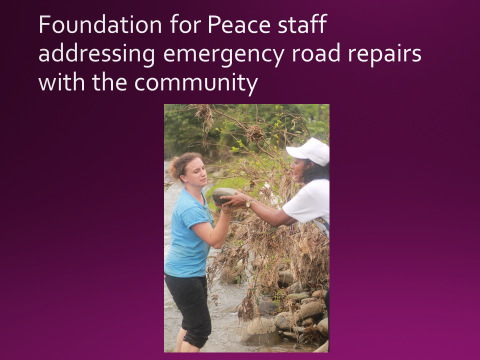 Foundation for Peace staff
addressing emergency road repairs
with the community